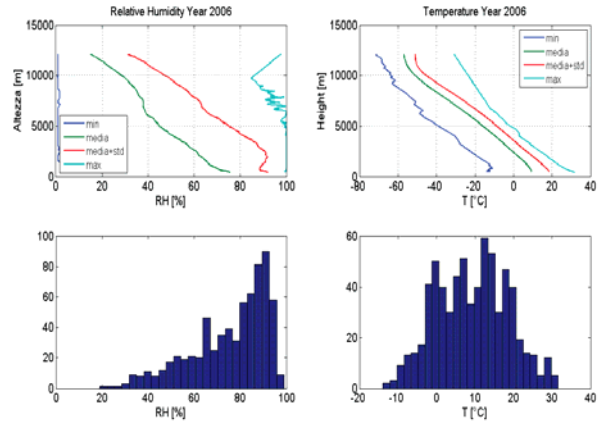 Relative Humidity Year 2006
15000
10000
5000
0
Altezza [m]
min
media
media+std
max
0 20 40 60 80 100
RH [%]
Temperature Year 2006
15000
10000
5000
0
Height [m]
min
media
media+std
max
-80 -60 -40 -20 0 20 40
T [°C]
100
80
60
40
20
0
0 20 40 60 80 100
RH [%]
60
40
20
0
-20 -10 0 10 20 30 40
T [°C]